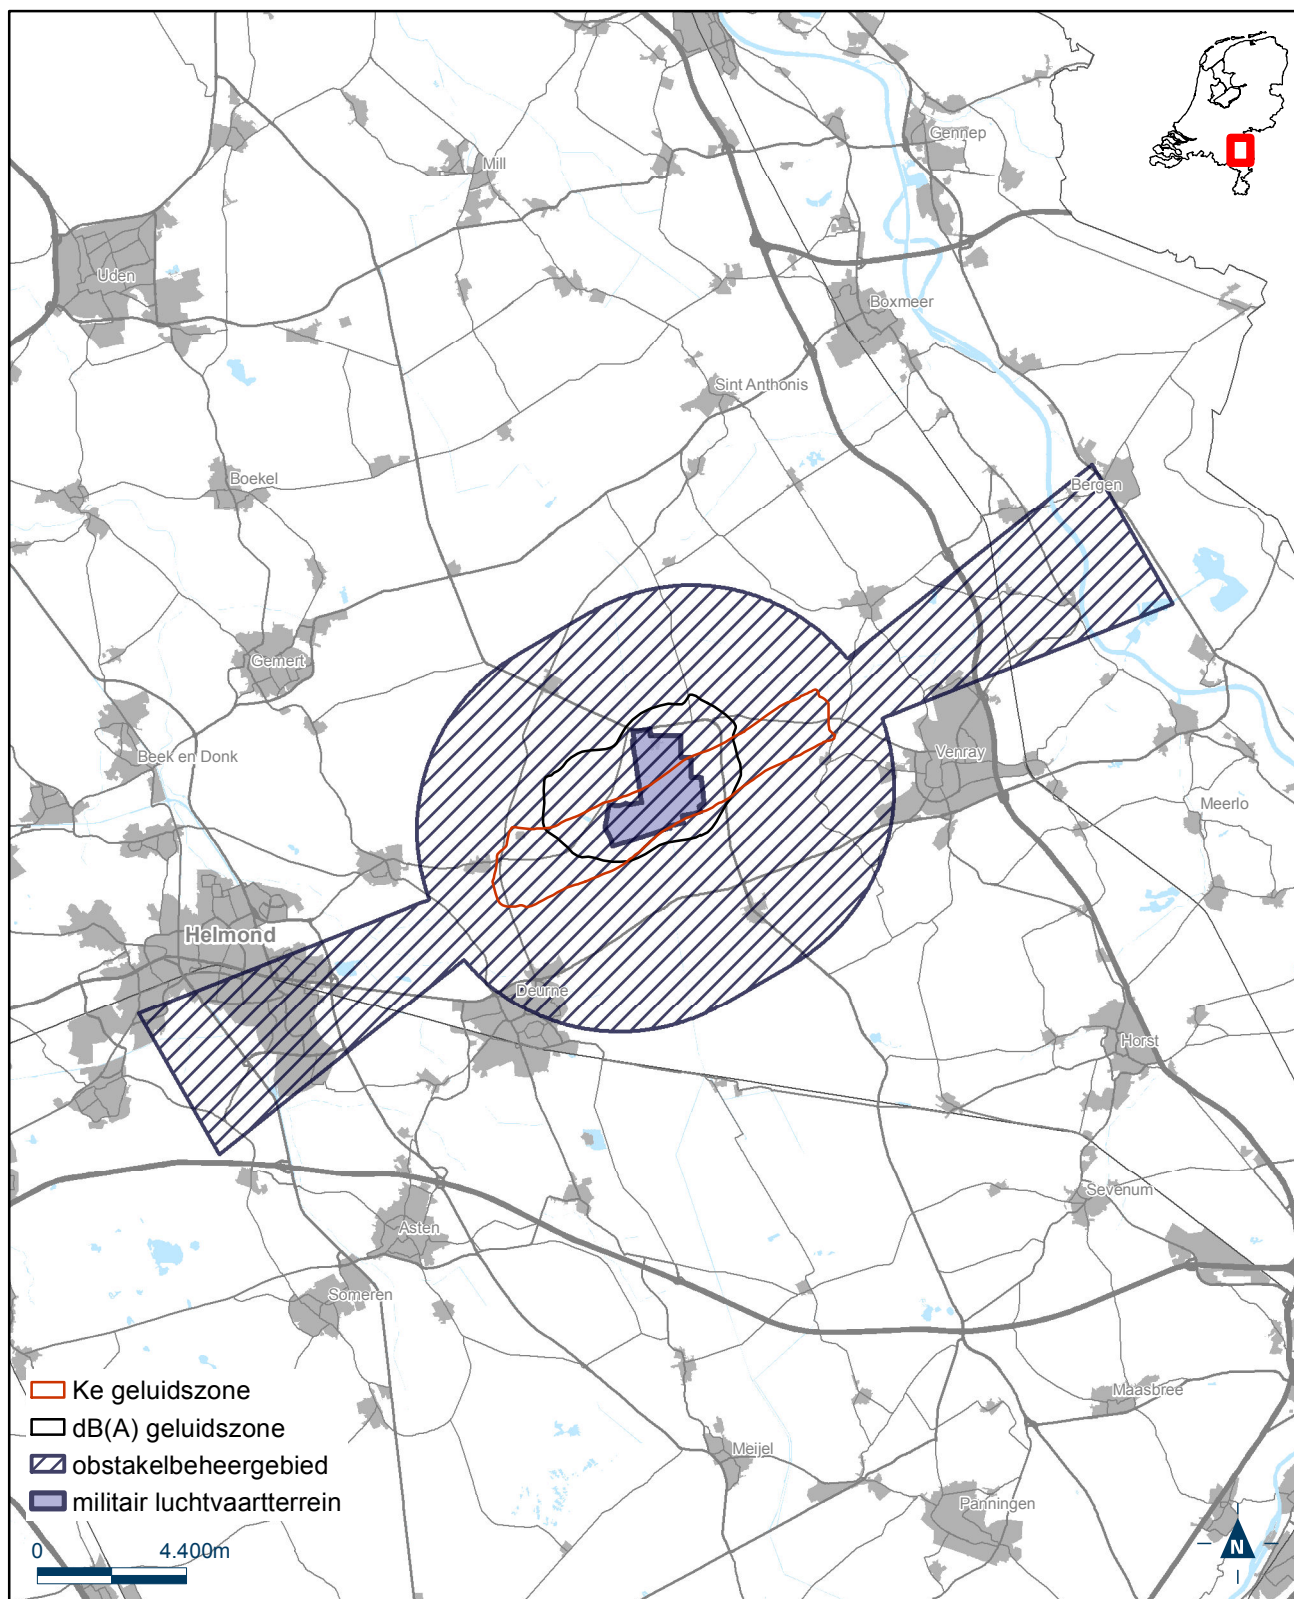 Gennep
Mill
Uden
Boxmeer
Sint Anthonis
Boekel
Bergen
Gemert
Beek en Donk
Venray
Meerlo
Helmond
Deurne
Horst
Sevenum
Asten
Someren
Maasbree
Meijel
Panningen
Ke geluidszone
dB(A) geluidszone
obstakelbeheergebied
militair luchtvaartterrein
0 4.400m
N